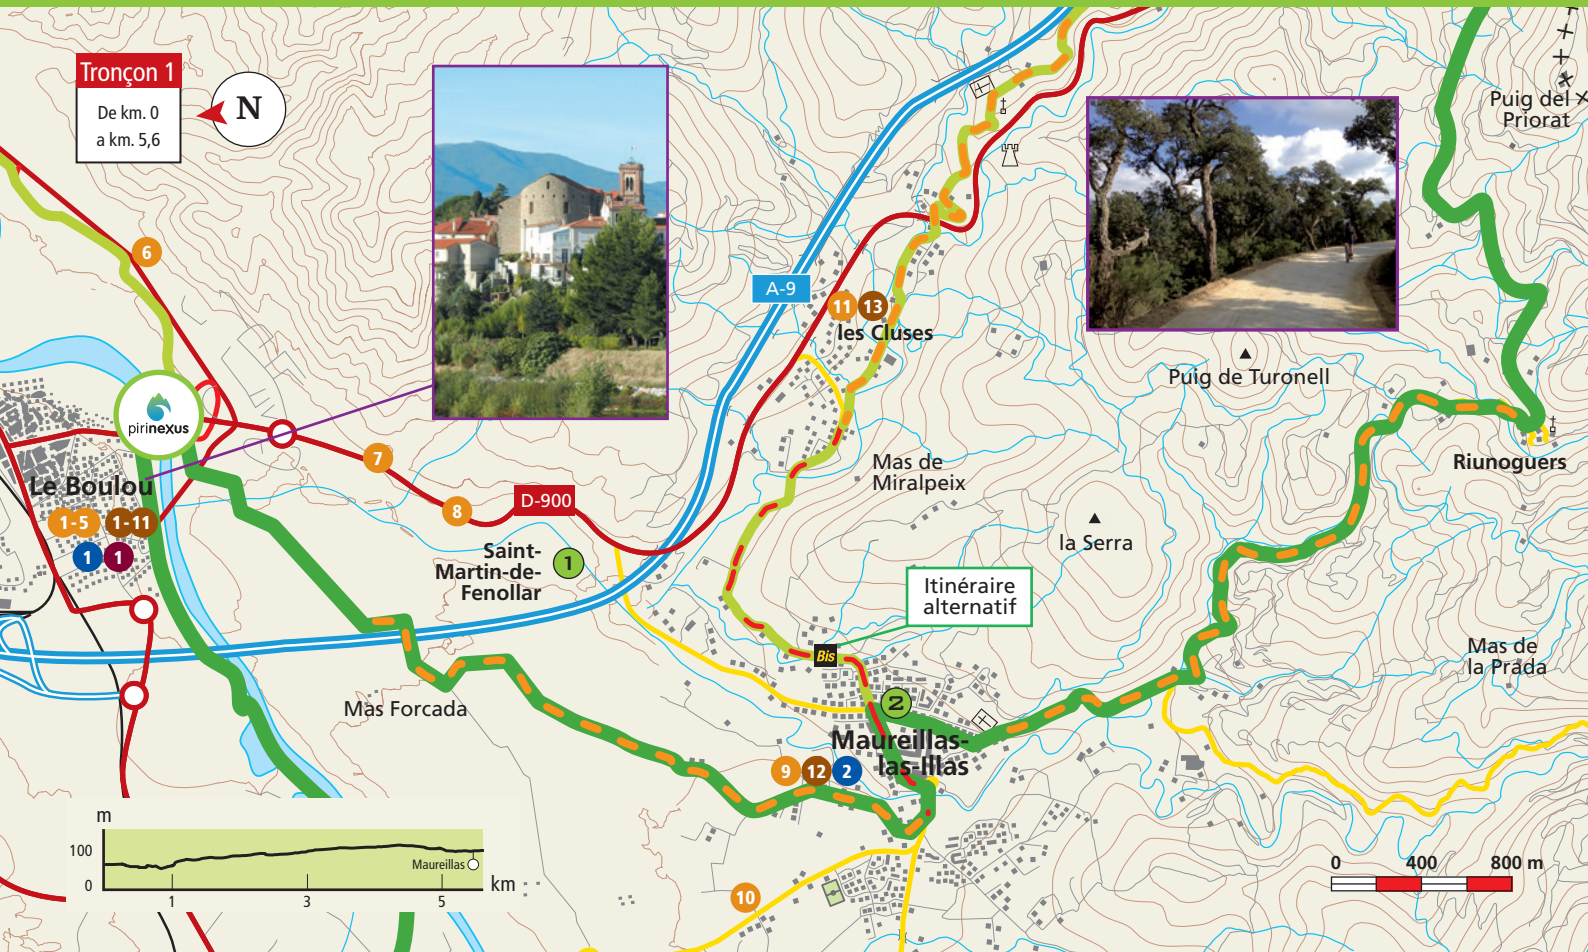 Tronçon 1
De km. 0
a km. 5,6
N
6
pirinexus
7
8
D-900
A-9
11 13
les Cluses
Puig del
Priorat
Puig de Turonell
Riunoguers
Mas de
Miralpeix
la Serra
Le Boulou
1-5 1-11
1 1
Saint-
Martin-de-
Fenollar
1
Itinéraire
alternatif
Bis
2
Mas de
la Prada
Mas Forcada
Maureillas-
las-Illas
9 12 2
10
m
100
0
Maureillas
1 3 5
km
0 400 800 m